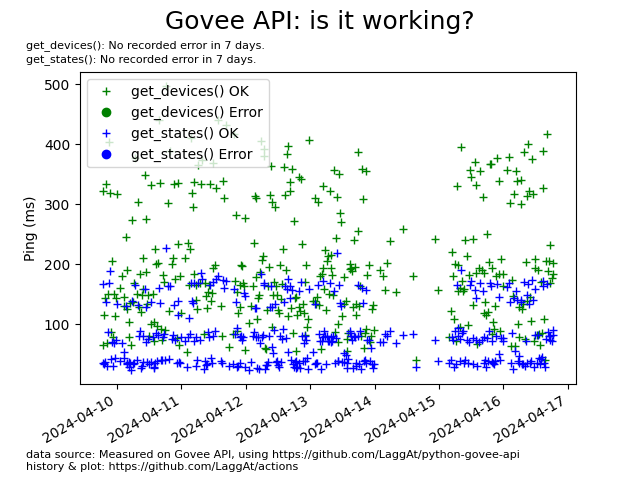 Govee API: is it working?
get_devices(): No recorded error in 7 days.
get_states(): No recorded error in 7 days.
get_devices() OK
get_devices() Error
get_states() OK
get_states() Error
500
400
300
200
100
Ping (ms)
2024-04-10
2024-04-11
2024-04-12
2024-04-13
2024-04-14
2024-04-15
2024-04-16
2024-04-17
data source: Measured on Govee API, using https://github.com/LaggAt/python-govee-api
history & plot: https://github.com/LaggAt/actions